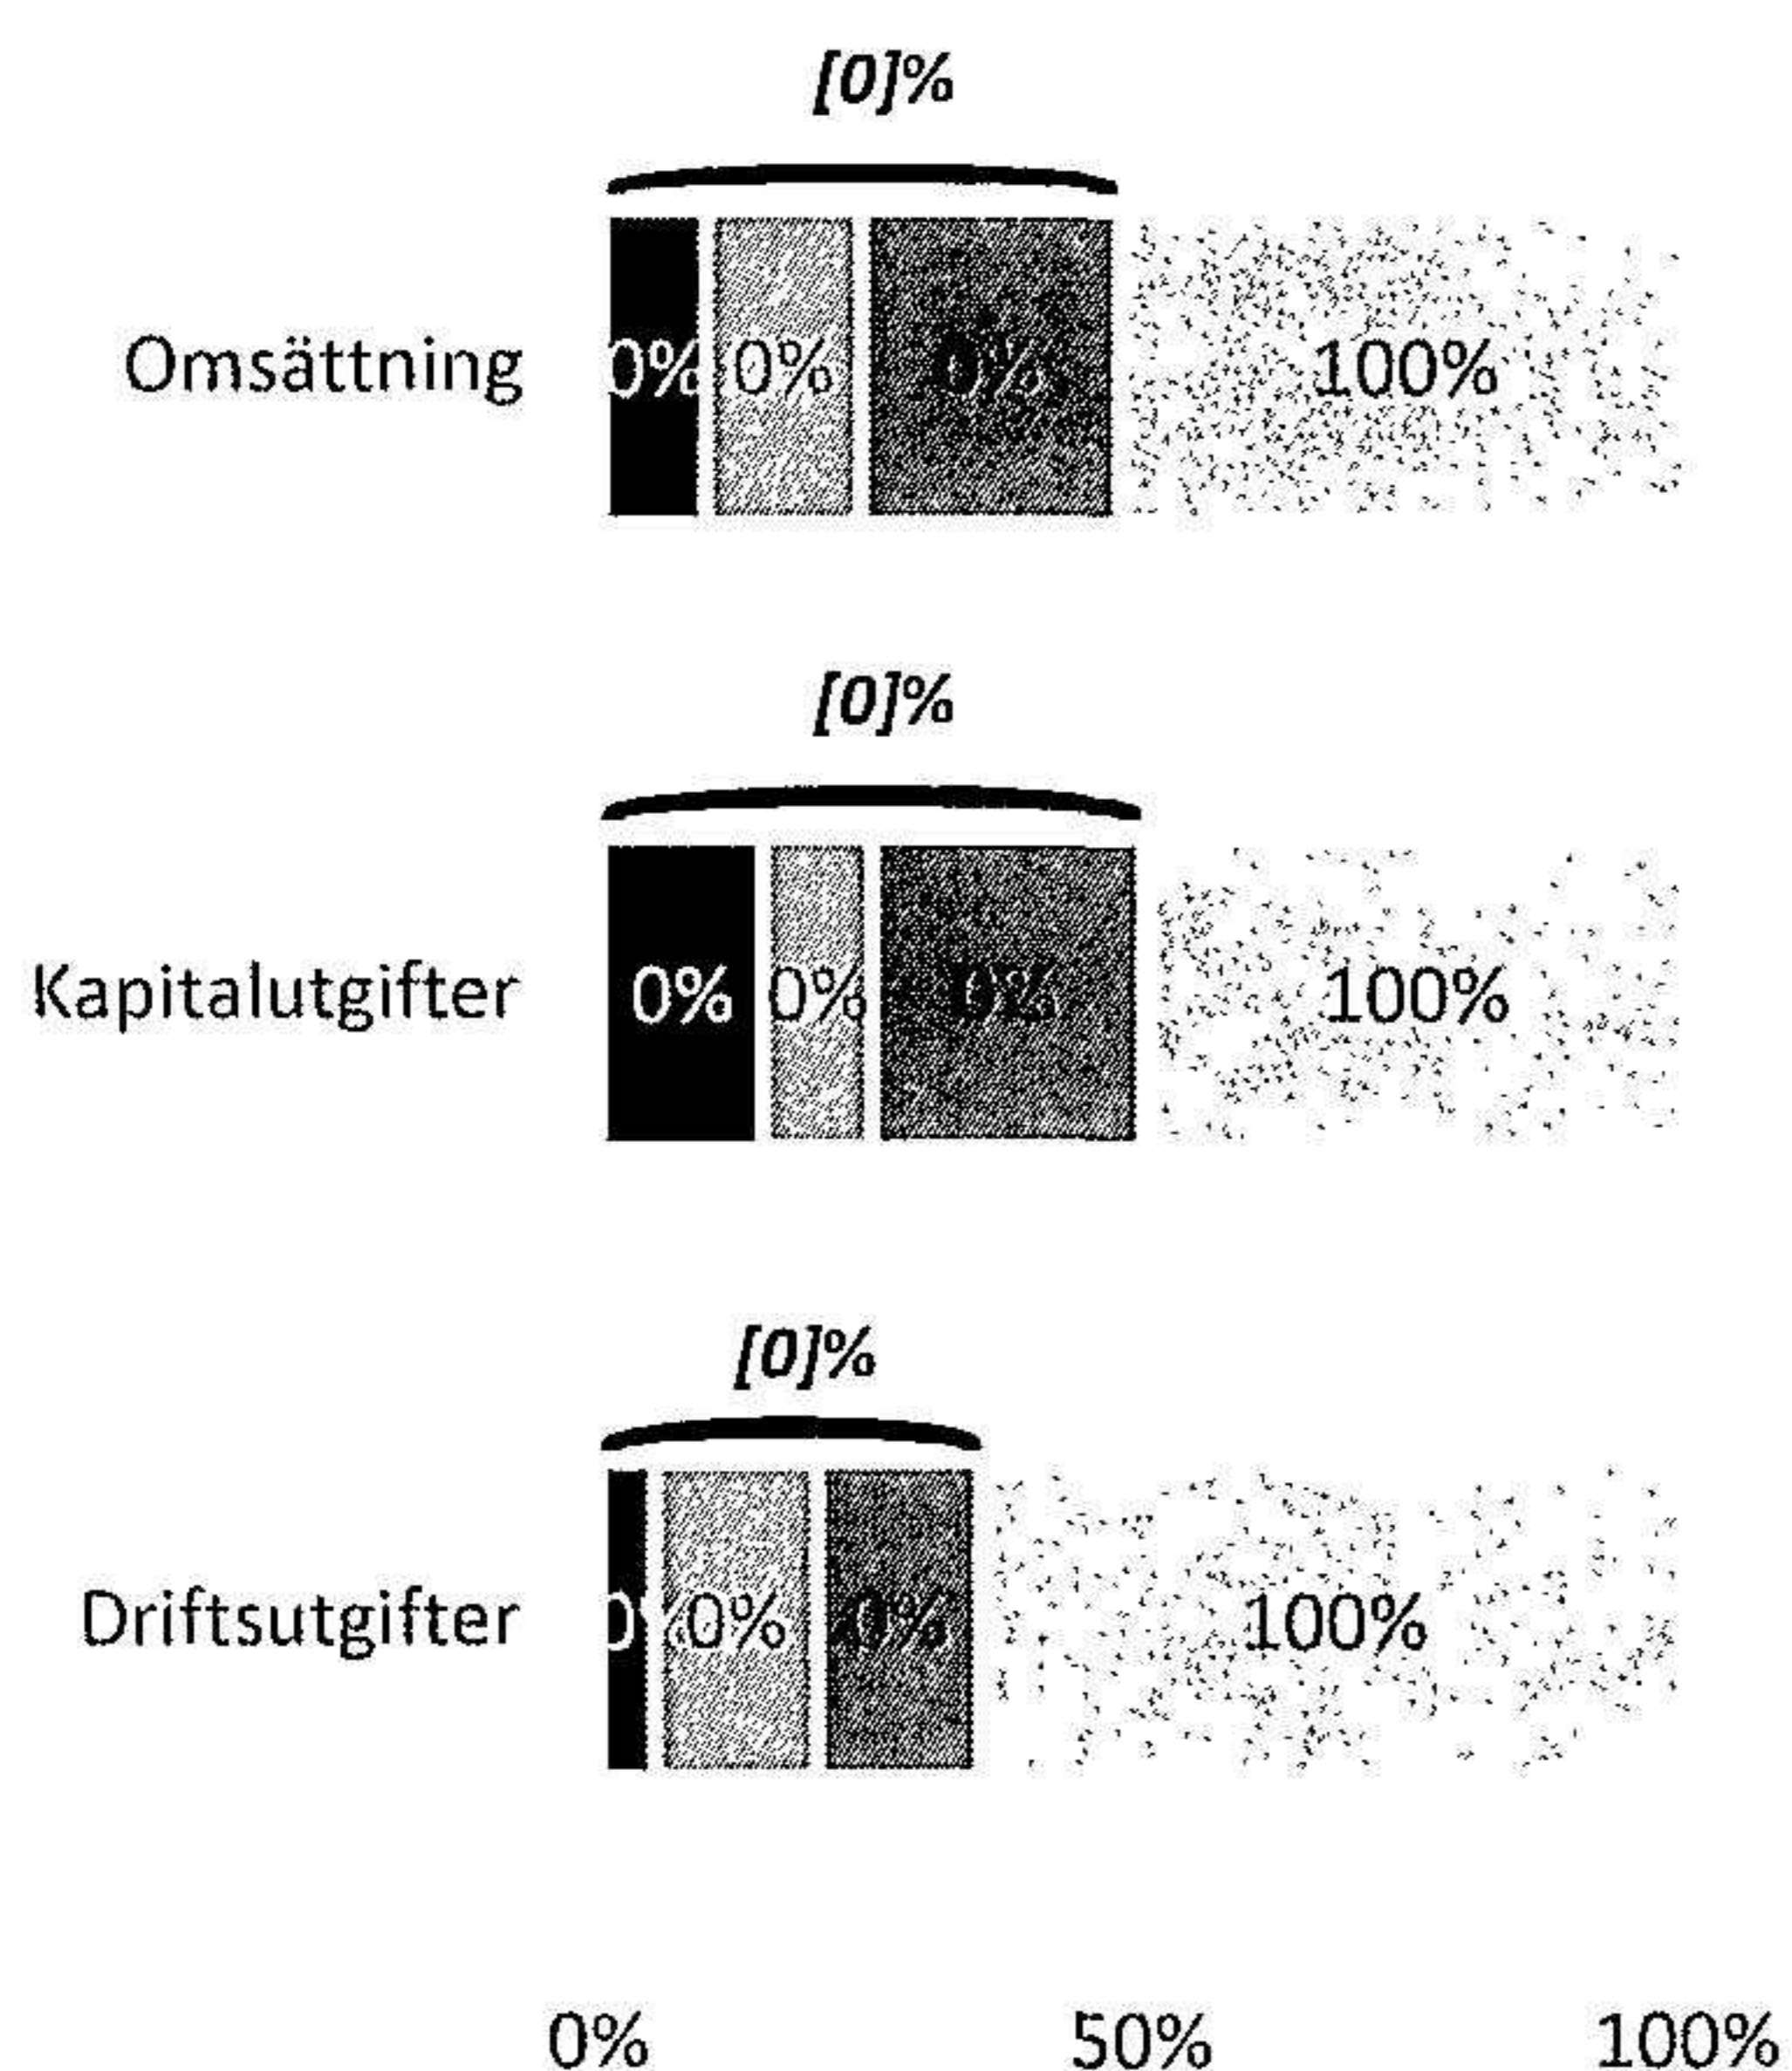 [0]%
Omsättning 0% 0% 0% 100%
[0]%
Kapitalutgifter 0% 0% 0% 100%
[0]%
Driftsutgifter 0% 0% 100%
0% 50% 100%